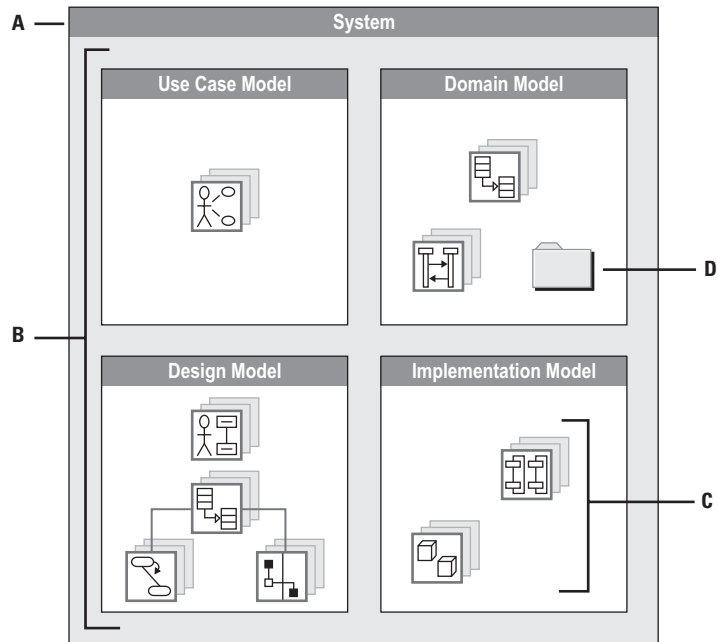 A
System
Use Case Model
Domain Model
D
B
Design Model
Implementation Model
C